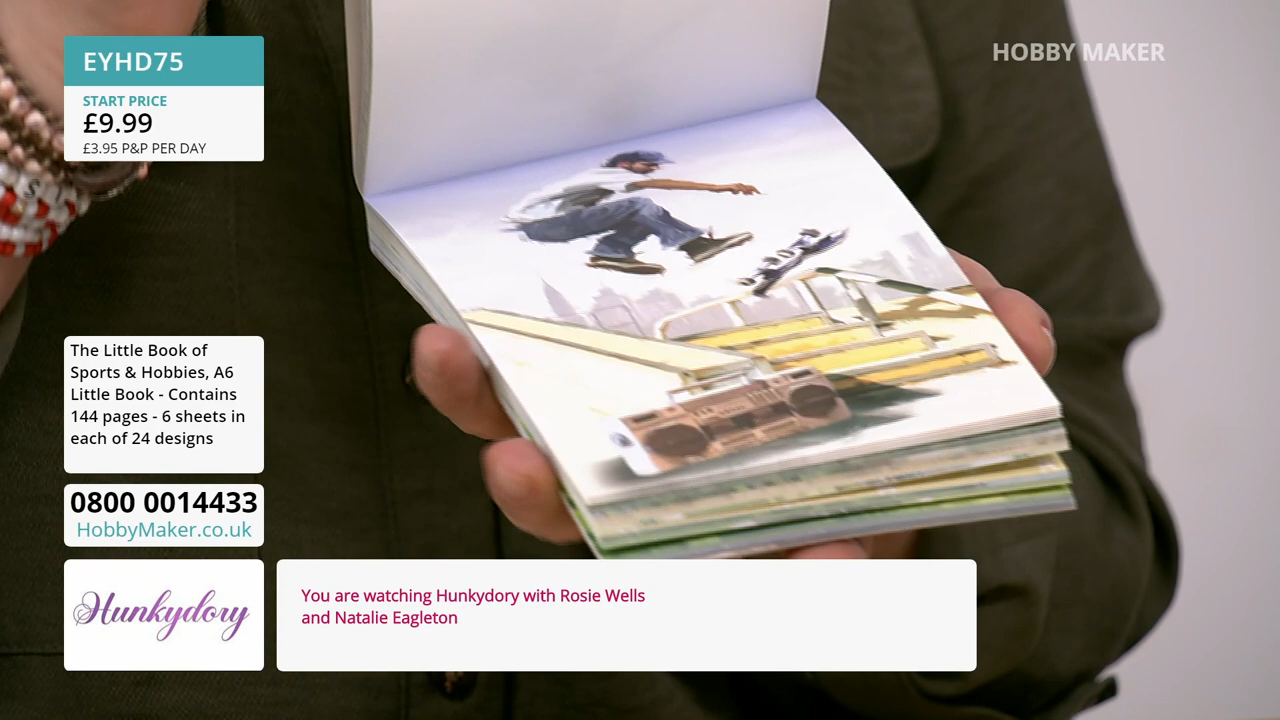 EYHD75
START PRICE
£9.99
£3.95 P&P PER DAY
HOBBY MAKER
The Little Book of
Sports & Hobbies, A6
Little Book - Contains
144 pages - 6 sheets in
each of 24 designs
0800 0014433
HobbyMaker.co.uk
Hunkydory
You are watching Hunkydory with Rosie Wells
and Natalie Eagleton